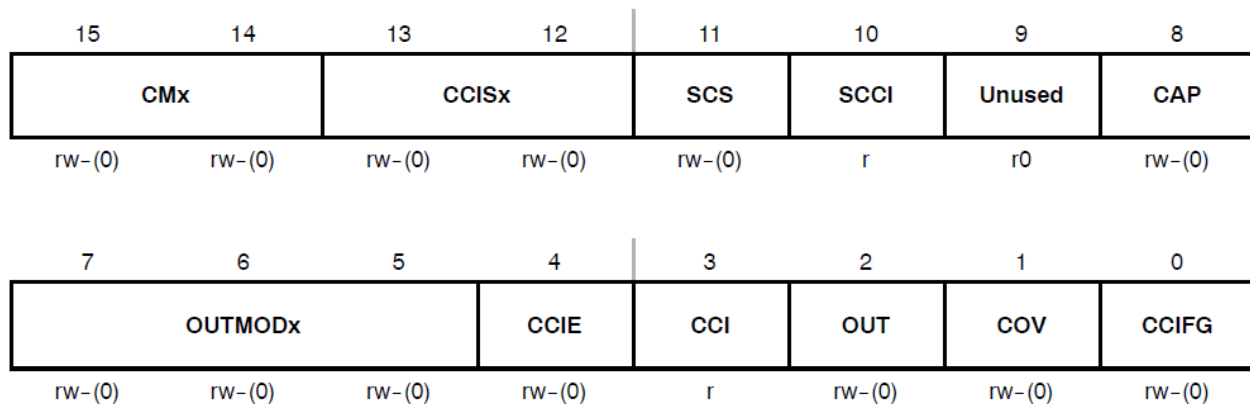 15 14 13 12 11 10 9 8
CMx CCISx SCS SCCI Unused CAP
rw-(0) rw-(0) rw-(0) rw-(0) rw-(0) r r0 rw-(0)
7 6 5 4 3 2 1 0
OUTMODx CCIE CCI OUT COV CCIFG
rw-(0) rw-(0) rw-(0) rw-(0) r rw-(0) rw-(0) rw-(0)